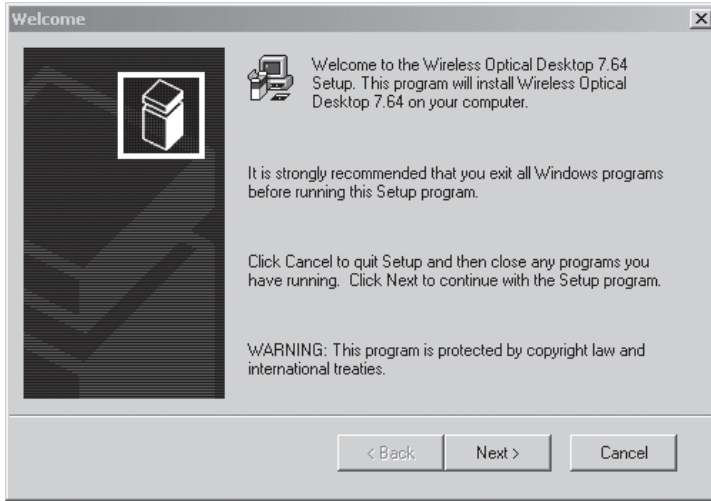 Welcome
Welcome to the Wireless Optical Desktop 7.64
Setup. This program will install Wireless Optical
Desktop 7.64 on your computer.
It is strongly recommended that you exit all Windows programs
before running this Setup program.
Click Cancel to quit Setup and then close any programs you
have running. Click Next to continue with the Setup program.
WARNING: This program is protected by copyright law and
international treaties.
< Back
Next >
Cancel